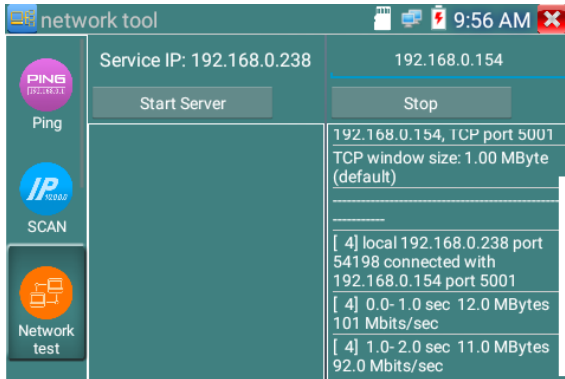 network tool
9:56 AM
Service IP: 192.168.0.238
192.168.0.154
Start Server
Stop
PING
Ping
IP
SCAN
Network
test
192.168.0.154, TCP port 5001
TCP window size: 1.00 MByte
(default)
------------------------------------------------
-----------
[ 4] local 192.168.0.238 port
54198 connected with
192.168.0.154 port 5001
[ 4] 0.0- 1.0 sec 12.0 MBytes
101 Mbits/sec
[ 4] 1.0- 2.0 sec 11.0 MBytes
92.0 Mbits/sec